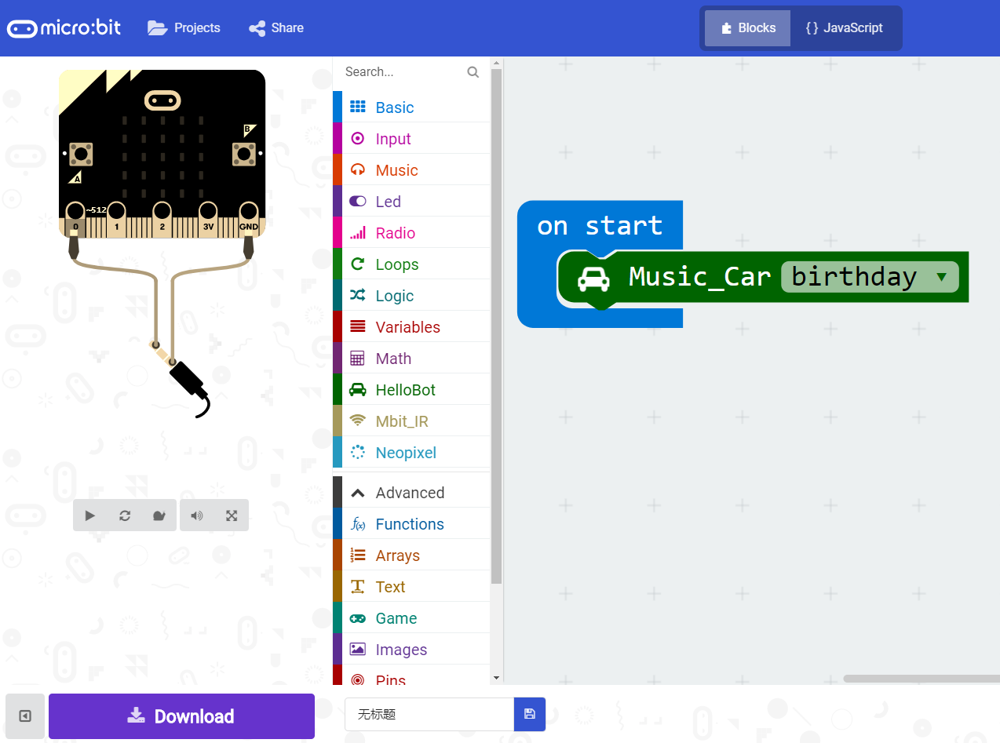 micro:bit
Projects
Share
Blocks
{ } JavaScript
Search...
B
A
~512
0 1 2 3V GND
Basic
Input
Music
Led
Radio
Loops
Logic
Variables
Math
HelloBot
Mbit_IR
Neopixel
Advanced
f(x) Functions
Arrays
Text
Game
Images
Pins
on start
Music_Car birthday
Download
无标题